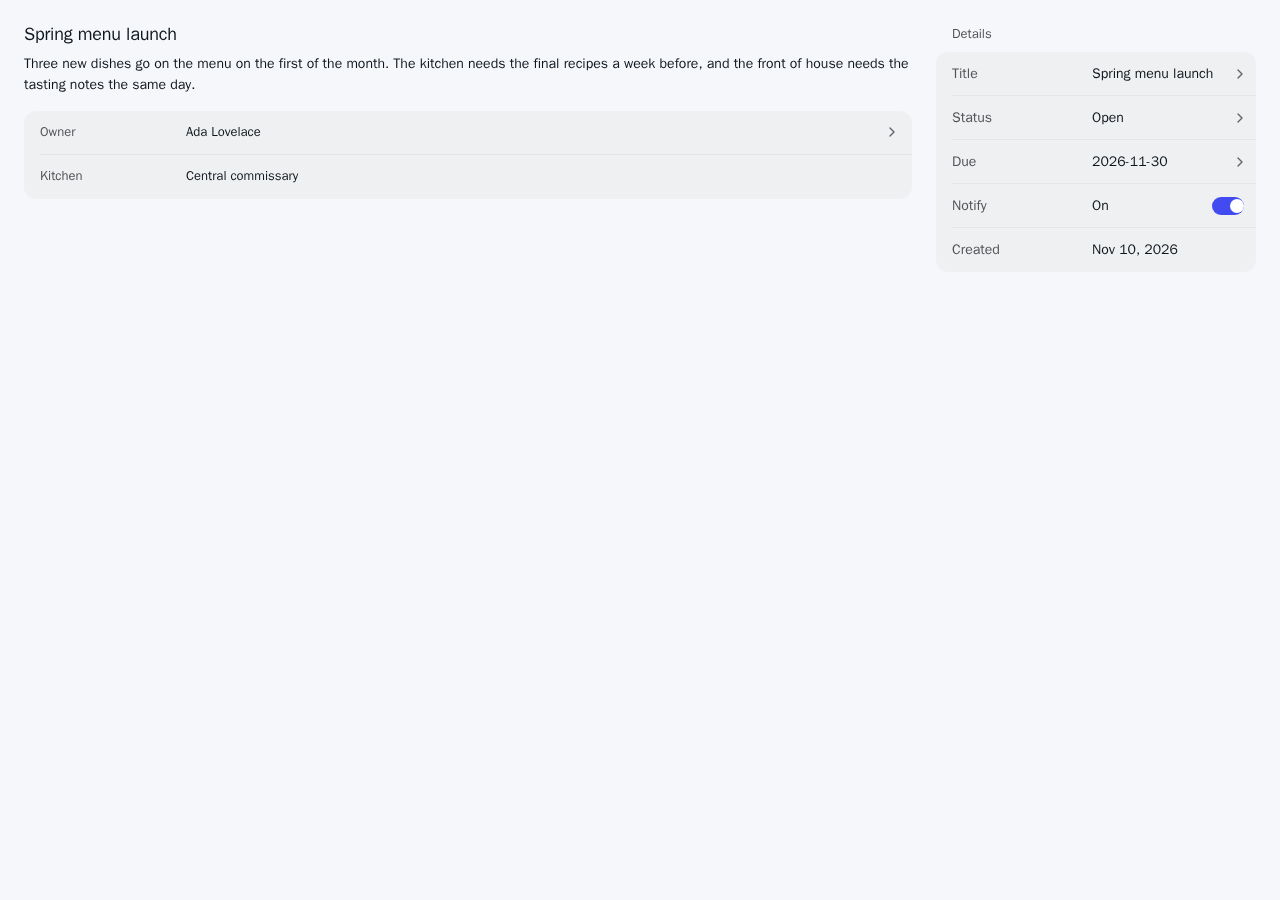 Spring menu launch
Three new dishes go on the menu on the first of the month. The kitchen needs the final recipes a week before, and the front of house needs the
tasting notes the same day.
Owner Ada Lovelace
Kitchen Central commissary
Details
Title Spring menu launch
Status Open
Due 2026-11-30
Notify On
Created Nov 10, 2026